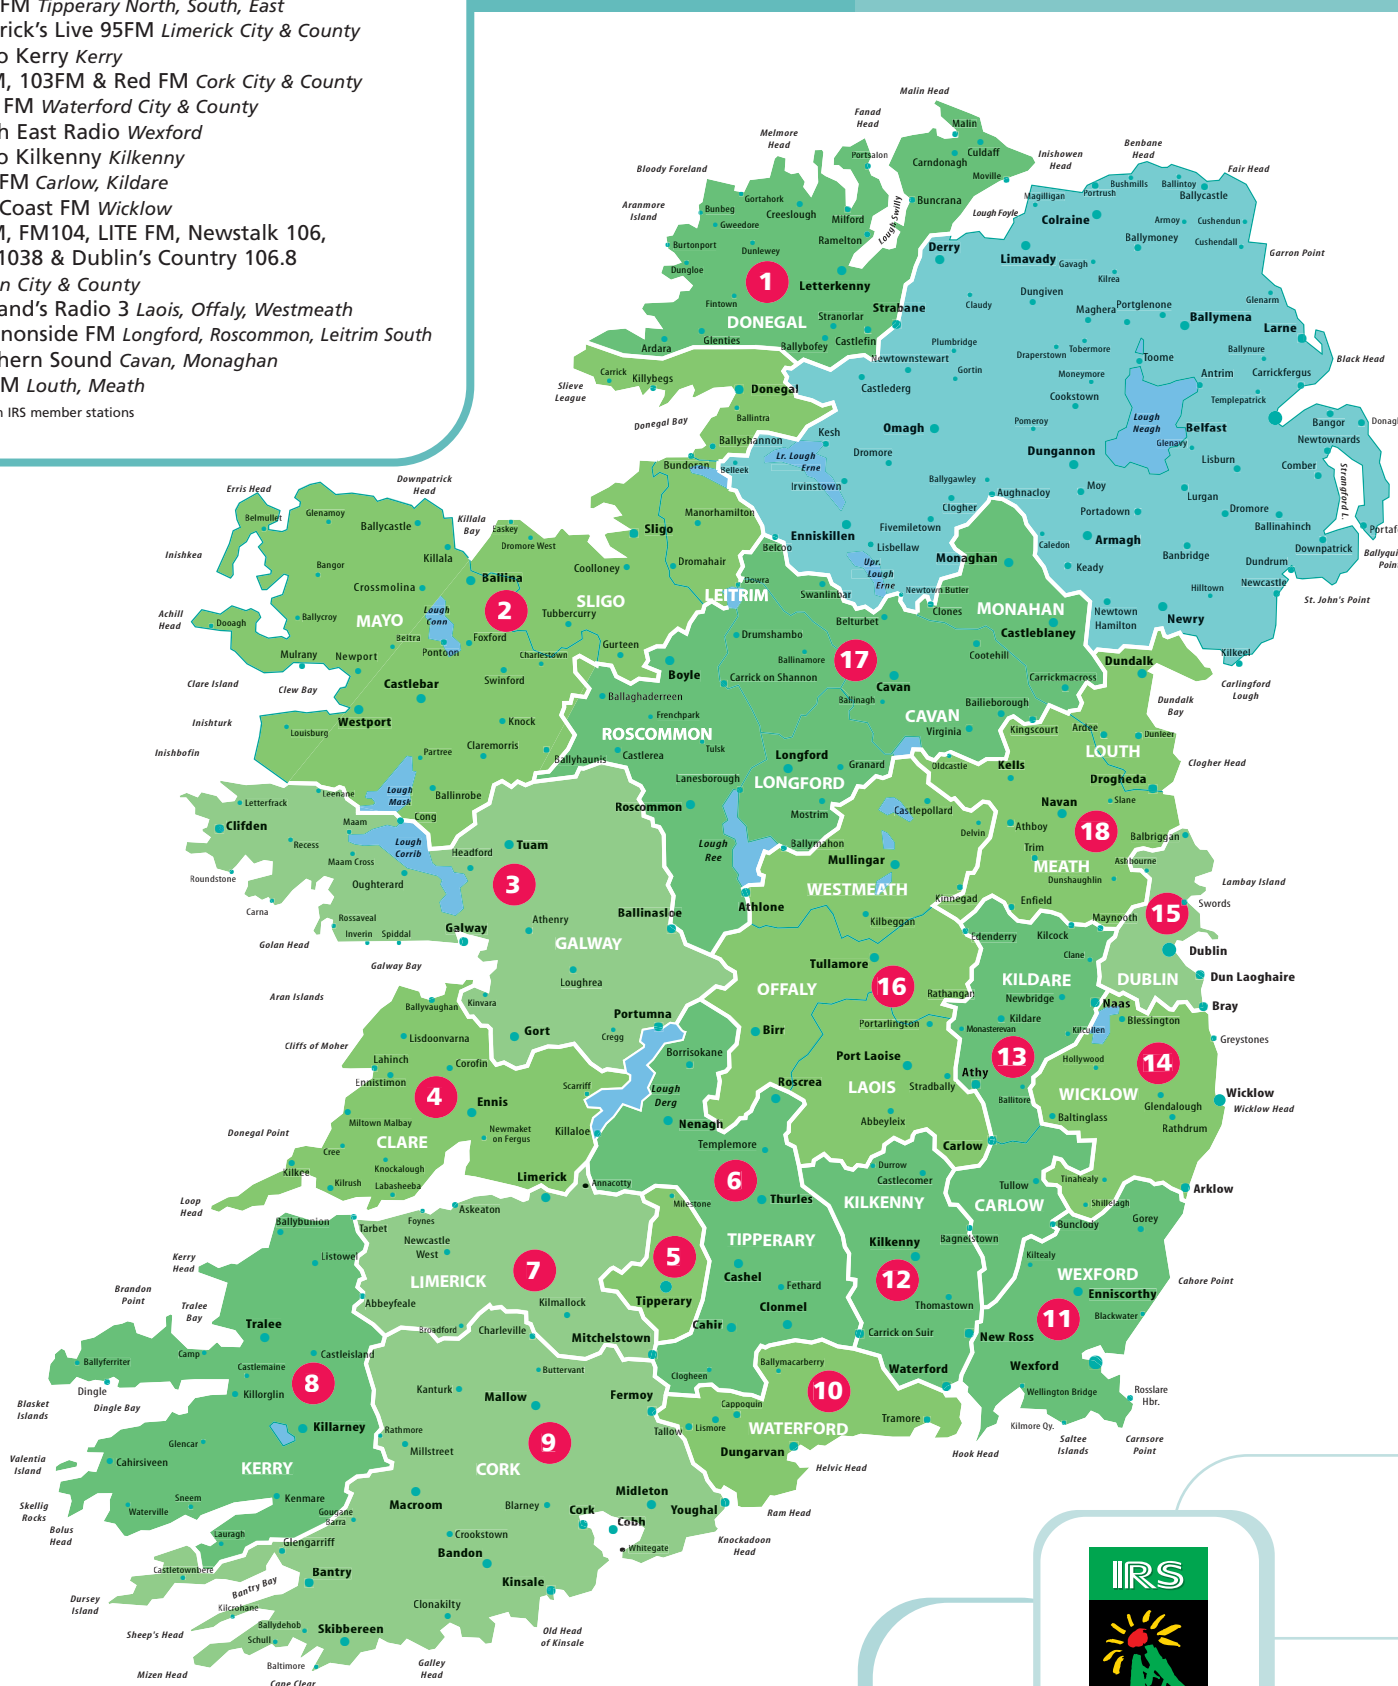 FM Tipperary North, South, East
rick's Live 95FM Limerick City & County
o Kerry Kerry
M, 103FM & Red FM Cork City & County
FM Waterford City & County
h East Radio Wexford
o Kilkenny Kilkenny
FM Carlow, Kildare
Coast FM Wicklow
M, FM104, LITE FM, Newstalk 106,
1038 & Dublin's Country 106.8
n City & County
and's Radio 3 Laois, Offaly, Westmeath
nnonside FM Longford, Roscommon, Leitrim South
thern Sound Cavan, Monaghan
M Louth, Meath
n IRS member stations
Malin Head
Fanad
Head
Malin
Melmore
Head
Culdaff
Portsalon
Carndonagh
Inishowen
Head
Benbane
Head
Bloody Foreland
Moville
Fair Head
Gortahork
Buncrana
Magilligan
Portrush
Bushmills
Ballintoy
Ballycastle
Aranmore
Island
Bunbeg
Creeslough
Milford
Lough Swilly
Lough Foyle
Colraine
Armoy
Cushendun
Gweedore
Ramelton
Derry
Ballymoney
Cushendall
Burtonport
Dunlewey
Limavady
Gavagh
Garron Point
Dungloe
1
Letterkenny
Kilrea
Fintown
Strabane
Claudy
Dungiven
Maghera
Portglenone
Glenarm
DONEGAL
Stranorlar
Ballymena
Larne
Glenties
Ballybofey
Castlefin
Ardara
Newtownstewart
Plumbridge
Draperstown
Tobermore
Toome
Ballynure
Black Head
Carrick
Killybegs
Gortin
Moneymore
Antrim
Carrickfergus
Slieve
League
Donegal
Castlederg
Cookstown
Templepatrick
Donegal Bay
Ballintra
Omagh
Pomeroy
Lough
Neagh
Belfast
Bangor
Donag
Ballyshannon
Kesh
Glenavy
Newtownards
Bundoran
Belleek
Lr. Lough
Erne
Dromore
Dungannon
Lisburn
Comber
Strangford L.
Irvinstown
Ballygawley
Aughnacloy
Moy
Lurgan
Clogher
Portadown
Dromore
Ballinahinch
Portaf
Erris Head
Downpatrick
Head
Belmullet
Glenamoy
Ballycastle
Killala
Bay
Easkey
Manorhamilton
Sligo
Fivemiletown
Enniskillen
Lisbellaw
Caledon
Armagh
Banbridge
Downpatrick
Ballyqui
Poin
Dromore West
Belcoo
Inishkea
Killala
Coolloney
Dromahair
Upr.
Lough
Erne
Monaghan
Keady
Dundrum
Bangor
Ballina
Dowra
Swanlinbar
Newtown Butler
Newcastle
Crossmolina
2
SLIGO
LEITRIM
Clones
MONAHAN
Hilltown
St. John's Point
Achill
Head
Dooagh
Ballycroy
MAYO
Lough
Conn
Tubbercurry
Belturbet
Newtown
Hamilton
Newry
Beltra
Foxford
Drumshambo
Castleblaney
Mulrany
Newport
Pontoon
Charlestown
Gurteen
Ballinamore
17
Cootehill
Dundalk
Kilkeel
Clare Island
Clew Bay
Castlebar
Swinford
Boyle
Carrick on Shannon
Cavan
Carrickmacross
Carlingford
Lough
Inishturk
Westport
Ballaghaderreen
Ballinagh
Bailieborough
Dundalk
Bay
Louisburg
Knock
Frenchpark
CAVAN
Virginia
Kingscourt
Ardee
Dunleer
Inishbofin
Partree
Claremorris
ROSCOMMON
Tulsk
LOUTH
Ballyhaunis
Castlerea
Longford
Granard
Oldcastle
Kells
Clogher Head
Lanesborough
LONGFORD
Drogheda
Letterfrack
Leenane
Lough
Mask
Ballinrobe
Roscommon
Mostrim
Castlepollard
Navan
Slane
Clifden
Maam
Cong
Delvin
Athboy
18
Balbriggan
Recess
Lough
Corrib
Tuam
Lough
Ree
Ballymahon
Trim
Maam Cross
Headford
Mullingar
MEATH
Ashbourne
Roundstone
Oughterard
3
WESTMEATH
Dunshaughlin
Lambay Island
Carna
Athlone
Kinnegad
Enfield
Swords
Rossaveal
Athenry
Ballinasloe
Kilbeggan
Maynooth
15
Golan Head
Inverin
Spiddal
Galway
GALWAY
Edenderry
Kilcock
Dublin
Galway Bay
Tullamore
Clane
Loughrea
OFFALY
16
KILDARE
DUBLIN
Dun Laoghaire
Aran Islands
Ballyvaughan
Kinvara
Rathangan
Newbridge
Naas
Bray
Portumna
Portarlington
Kildare
Blessington
Cliffs of Moher
Lisdoonvarna
Gort
Cregg
Birr
Monasterevan
Kilcullen
Greystones
Lahinch
Corofin
Borrisokane
Port Laoise
13
Hollywood
14
Ennistimon
Scarriff
Lough
Derg
Roscrea
LAOIS
Stradbally
Athy
WICKLOW
Wicklow
Wicklow Head
4
Ennis
Ballitore
Glendalough
Miltown Malbay
Nenagh
Abbeyleix
Baltinglass
Rathdrum
Donegal Point
CLARE
Newmaket
on Fergus
Killaloe
Templemore
Carlow
Cree
Knockalough
Durrow
Kilkee
Limerick
Annacotty
6
Castlecomer
Tinahealy
Arklow
Kilrush
Labasheeba
Thurles
KILKENNY
Tullow
Loop
Head
Milestone
CARLOW
Shillelagh
Askeaton
Ballybunion
Tarbet
Foynes
Bunclody
Gorey
Newcastle
West
TIPPERARY
Kilkenny
Bagnelstown
Kerry
Head
Listowel
5
Kiltealy
LIMERICK
7
Cashel
Fethard
12
WEXFORD
Cahore Point
Brandon
Point
Tipperary
Enniscorthy
Tralee
Bay
Abbeyfeale
Kilmallock
Clonmel
Thomastown
11
Blackwater
Tralee
Broadford
Charleville
Mitchelstown
Cahir
Carrick on Suir
New Ross
Camp
Castleisland
Ballyferriter
Castlemaine
Buttervant
Ballymacarberry
Waterford
Wexford
Dingle
8
Killorglin
Kanturk
Mallow
Fermoy
Clogheen
10
Wellington Bridge
Rosslare
Hbr.
Blasket
Islands
Dingle Bay
Cappoquin
Killarney
Rathmore
Tallow
Lismore
WATERFORD
Tramore
Kilmore Qy.
Glencar
Millstreet
9
Dungarvan
Hook Head
Saltee
Islands
Carnsore
Point
Valentia
Island
Cahirsiveen
KERRY
CORK
Helvic Head
Skellig
Rocks
Sneem
Kenmare
Macroom
Blarney
Midleton
Waterville
Gougane
Barra
Cork
Youghal
Ram Head
Bolus
Head
Lauragh
Cobh
Glengarriff
Crookstown
Whitegate
Knockadoon
Head
Castletownbere
Bandon
Bantry
Kinsale
Dursey
Island
Bantry Bay
Kilcrohane
Clonakilty
Ballydehob
Skibbereen
Sheep's Head
Schull
Old Head
of Kinsale
Baltimore
Galley
Head
Mizen Head
Cape Clear
IRS